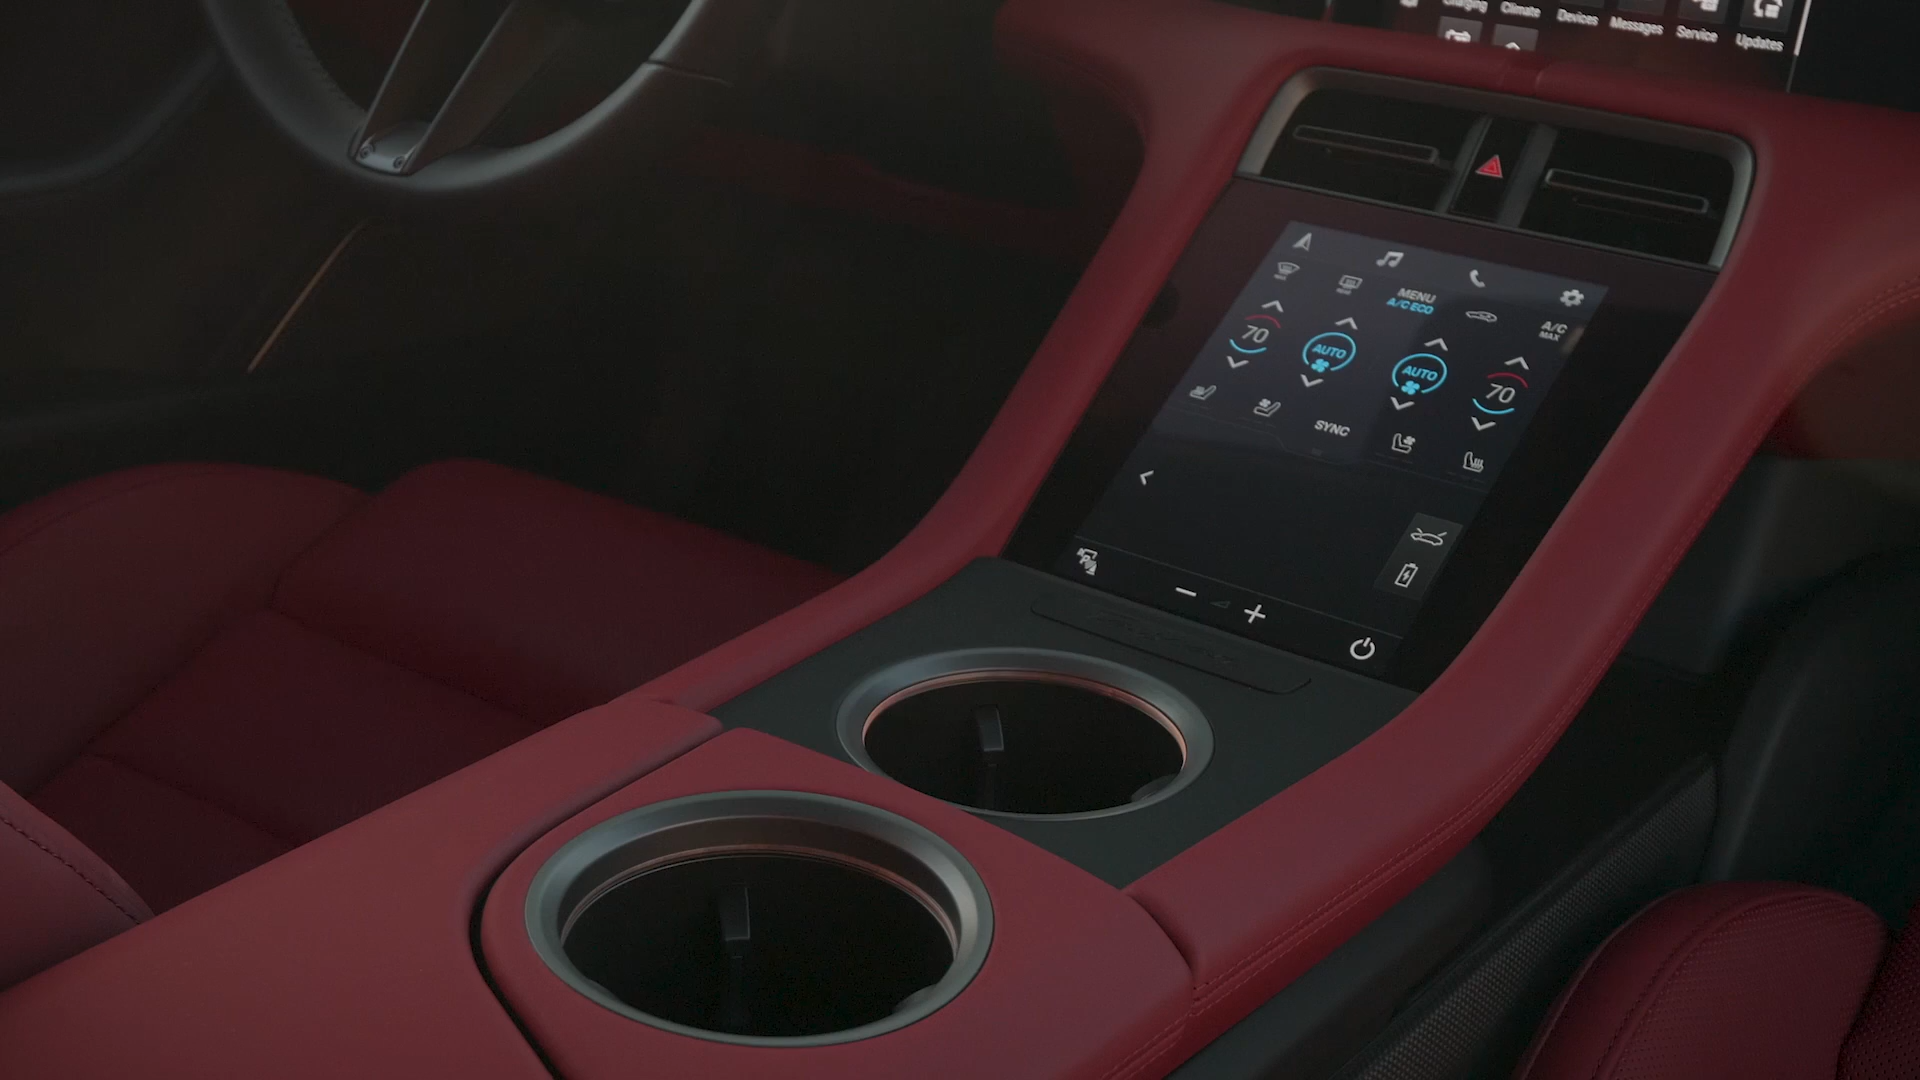 Charging Climate Devices Messages Service Updates
MENU
A/C ECO
A/C
MAX
70 AUTO AUTO 70
SYNC